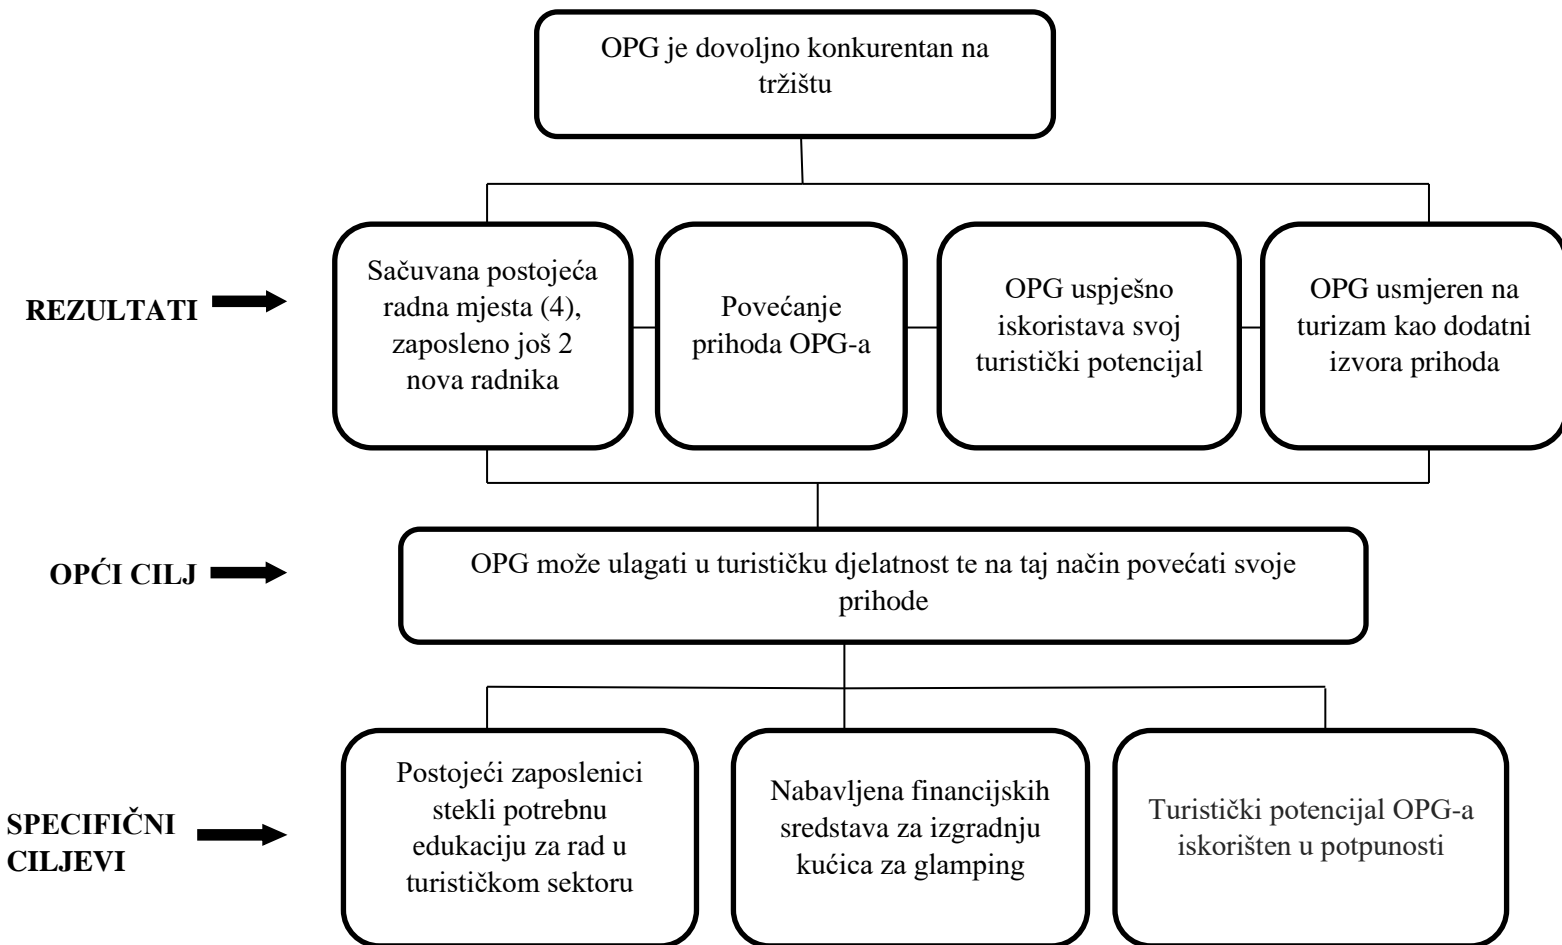 OPG je dovoljno konkurentan na
tržištu
REZULTATI
Sačuvana postojeća
radna mjesta (4),
zaposleno još 2
nova radnika
Povećanje
prihoda OPG-a
OPG uspješno
iskoristava svoj
turistički potencijal
OPG usmjeren na
turizam kao dodatni
izvora prihoda
OPĆI CILJ
OPG može ulagati u turističku djelatnost te na taj način povećati svoje
prihode
SPECIFIČNI
CILJEVI
Postojeći zaposlenici
stekli potrebnu
edukaciju za rad u
turističkom sektoru
Nabavljena financijskih
sredstava za izgradnju
kućica za glamping
Turistički potencijal OPG-a
iskorišten u potpunosti